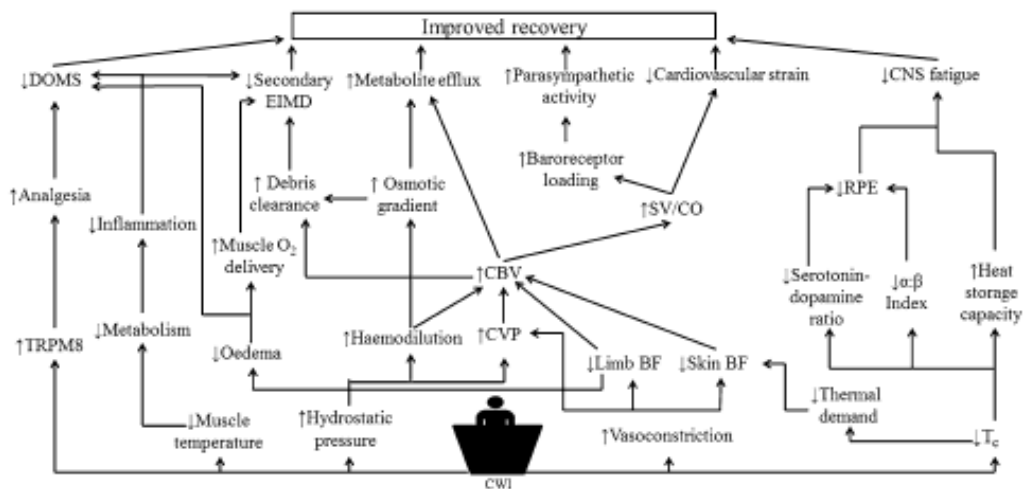 Improved recovery
↓DOMS
↓Secondary
EIMD
↑Metabolite efflux
↑Parasympathetic
activity
↓Cardiovascular strain
↓CNS fatigue
↑Baroreceptor
loading
↑Analgesia
↑ Debris
clearance
↑ Osmotic
gradient
↓RPE
↑SV/CO
↓Inflammation
↑Muscle O₂
delivery
↑CBV
↓Serotonin-
dopamine
ratio
↓α:β
Index
↑Heat
storage
capacity
↑TRPM8
↓Metabolism
↓Oedema
↑Haemodilution
↑CVP
↓Limb BF
↓Skin BF
↓Thermal
demand
↓Muscle
temperature
↑Hydrostatic
pressure
↑Vasoconstriction
↓Tc
CWI